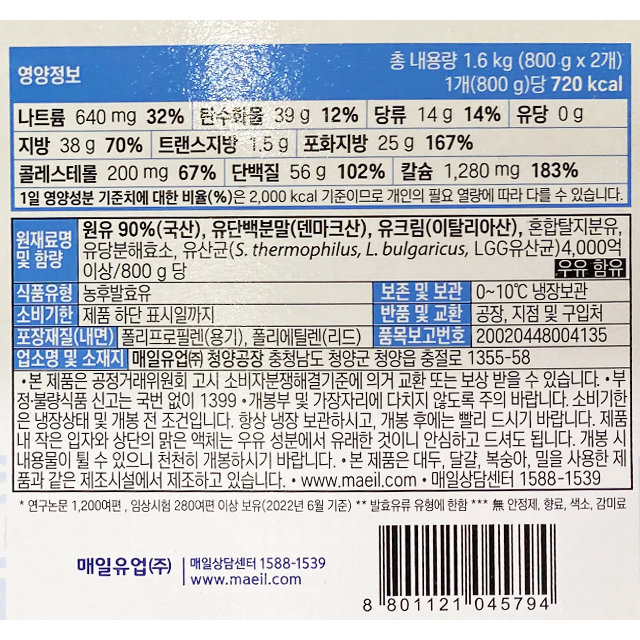 영양정보
총 내용량 1.6 kg (800 g x 2개)
1개(800 g)당 720 kcal
나트륨 640 mg 32% 탄수화물 39 g 12% 당류 14 g 14% 유당 0 g
지방 38 g 70% 트랜스지방 1.5 g 포화지방 25 g 167%
콜레스테롤 200 mg 67% 단백질 56 g 102% 칼슘 1,280 mg 183%
1일 영양성분 기준치에 대한 비율(%)은 2,000 kcal 기준이므로 개인의 필요 열량에 따라 다를 수 있습니다.
원재료명 및 함량
원유 90%(국산), 유단백분말(덴마크산), 유크림(이탈리아산), 혼합탈지분유,
유당분해효소, 유산균(S. thermophilus, L. bulgaricus, LGG유산균)4,000억
이상/800 g 당
우유 함유
식품유형 농후발효유 보존 및 보관 0~10℃ 냉장보관
소비기한 제품 하단 표시일까지 반품 및 교환 공장, 지점 및 구입처
포장재질(내면) 폴리프로필렌(용기), 폴리에틸렌(리드) 품목보고번호 20020448004135
업소명 및 소재지 매일유업㈜ 청양공장 충청남도 청양군 청양읍 충절로 1355-58
•본 제품은 공정거래위원회 고시 소비자분쟁해결기준에 의거 교환 또는 보상 받을 수 있습니다. •부
정·불량식품 신고는 국번 없이 1399 •개봉부 및 가장자리에 다치지 않도록 주의 바랍니다. 소비기한
은 냉장상태 및 개봉 전 조건입니다. 항상 냉장 보관하시고, 개봉 후에는 빨리 드시기 바랍니다. 제품
내 작은 입자와 상단의 맑은 액체는 우유 성분에서 유래한 것이니 안심하고 드셔도 됩니다. 개봉 시
내용물이 튈 수 있으니 천천히 개봉하시기 바랍니다. •본 제품은 대두, 달걀, 복숭아, 밀을 사용한 제
품과 같은 제조시설에서 제조하고 있습니다. •www.maeil.com •매일상담센터 1588-1539
* 연구논문 1,200여편, 임상시험 280여편 이상 보유(2022년 6월 기준) ** 발효유류 유형에 한함 *** 無 안정제, 향료, 색소, 감미료
매일유업(주)
매일상담센터 1588-1539
www.maeil.com
8 801121 045794